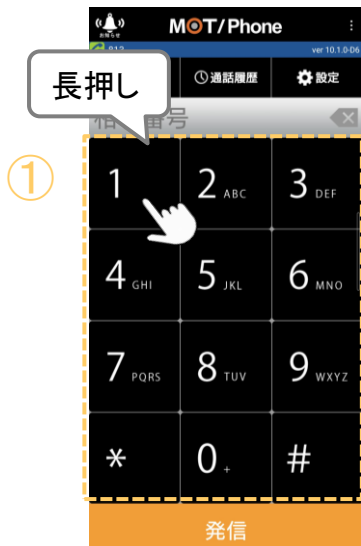 お知らせ
MOT/Phone
ver 10.1.0-06
通話履歴
設定
長押し
番号
①
1
2 ABC
3 DEF
4 GHI
5 JKL
6 MNO
7 PQRS
8 TUV
9 WXYZ
*
0 +
#
発信